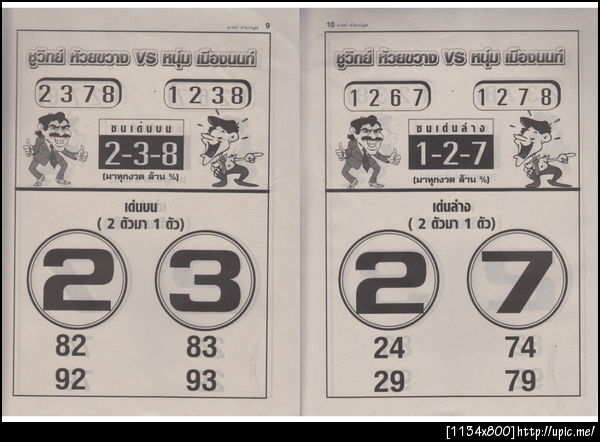 9
ชูวิทย์ ห้วยขวาง VS หนุ่ม เมืองนนท์
2378 1238
ชนเด่นบน
2-3-8
(มาทุกงวด ล้าน %)
เด่นบน
( 2 ตัวมา 1 ตัว)
2 3
82 83
92 93
10
ชูวิทย์ ห้วยขวาง VS หนุ่ม เมืองนนท์
1267 1278
ชนเด่นล่าง
1-2-7
(มาทุกงวด ล้าน %)
เด่นล่าง
( 2 ตัวมา 1 ตัว)
2 7
24 74
29 79
[1134x800]http://upic.me/